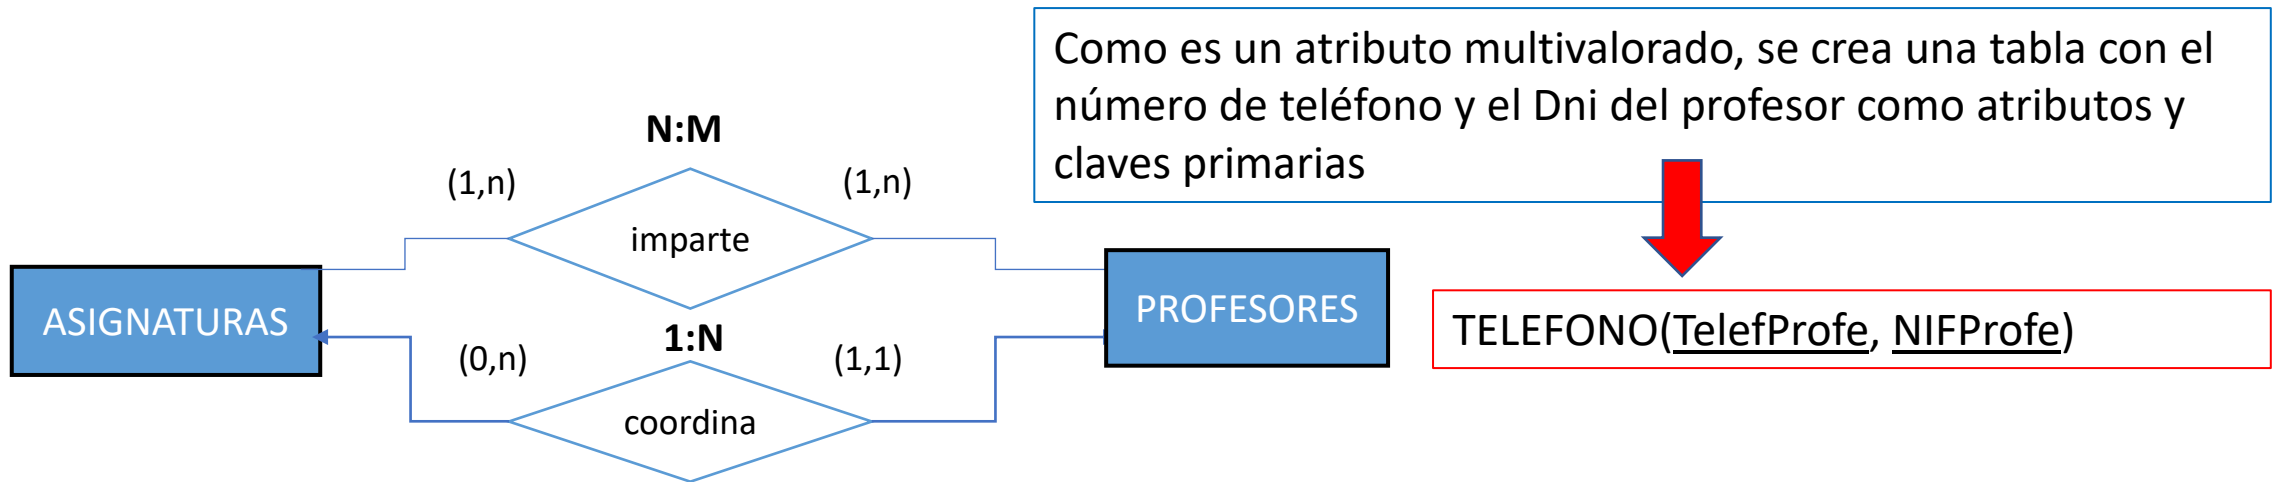 Como es un atributo multivalorado, se crea una tabla con el
número de teléfono y el Dni del profesor como atributos y
claves primarias
N:M
(1,n)
(1,n)
imparte
ASIGNATURAS
PROFESORES
TELEFONO(TelefProfe, NIFProfe)
1:N
(0,n)
(1,1)
coordina